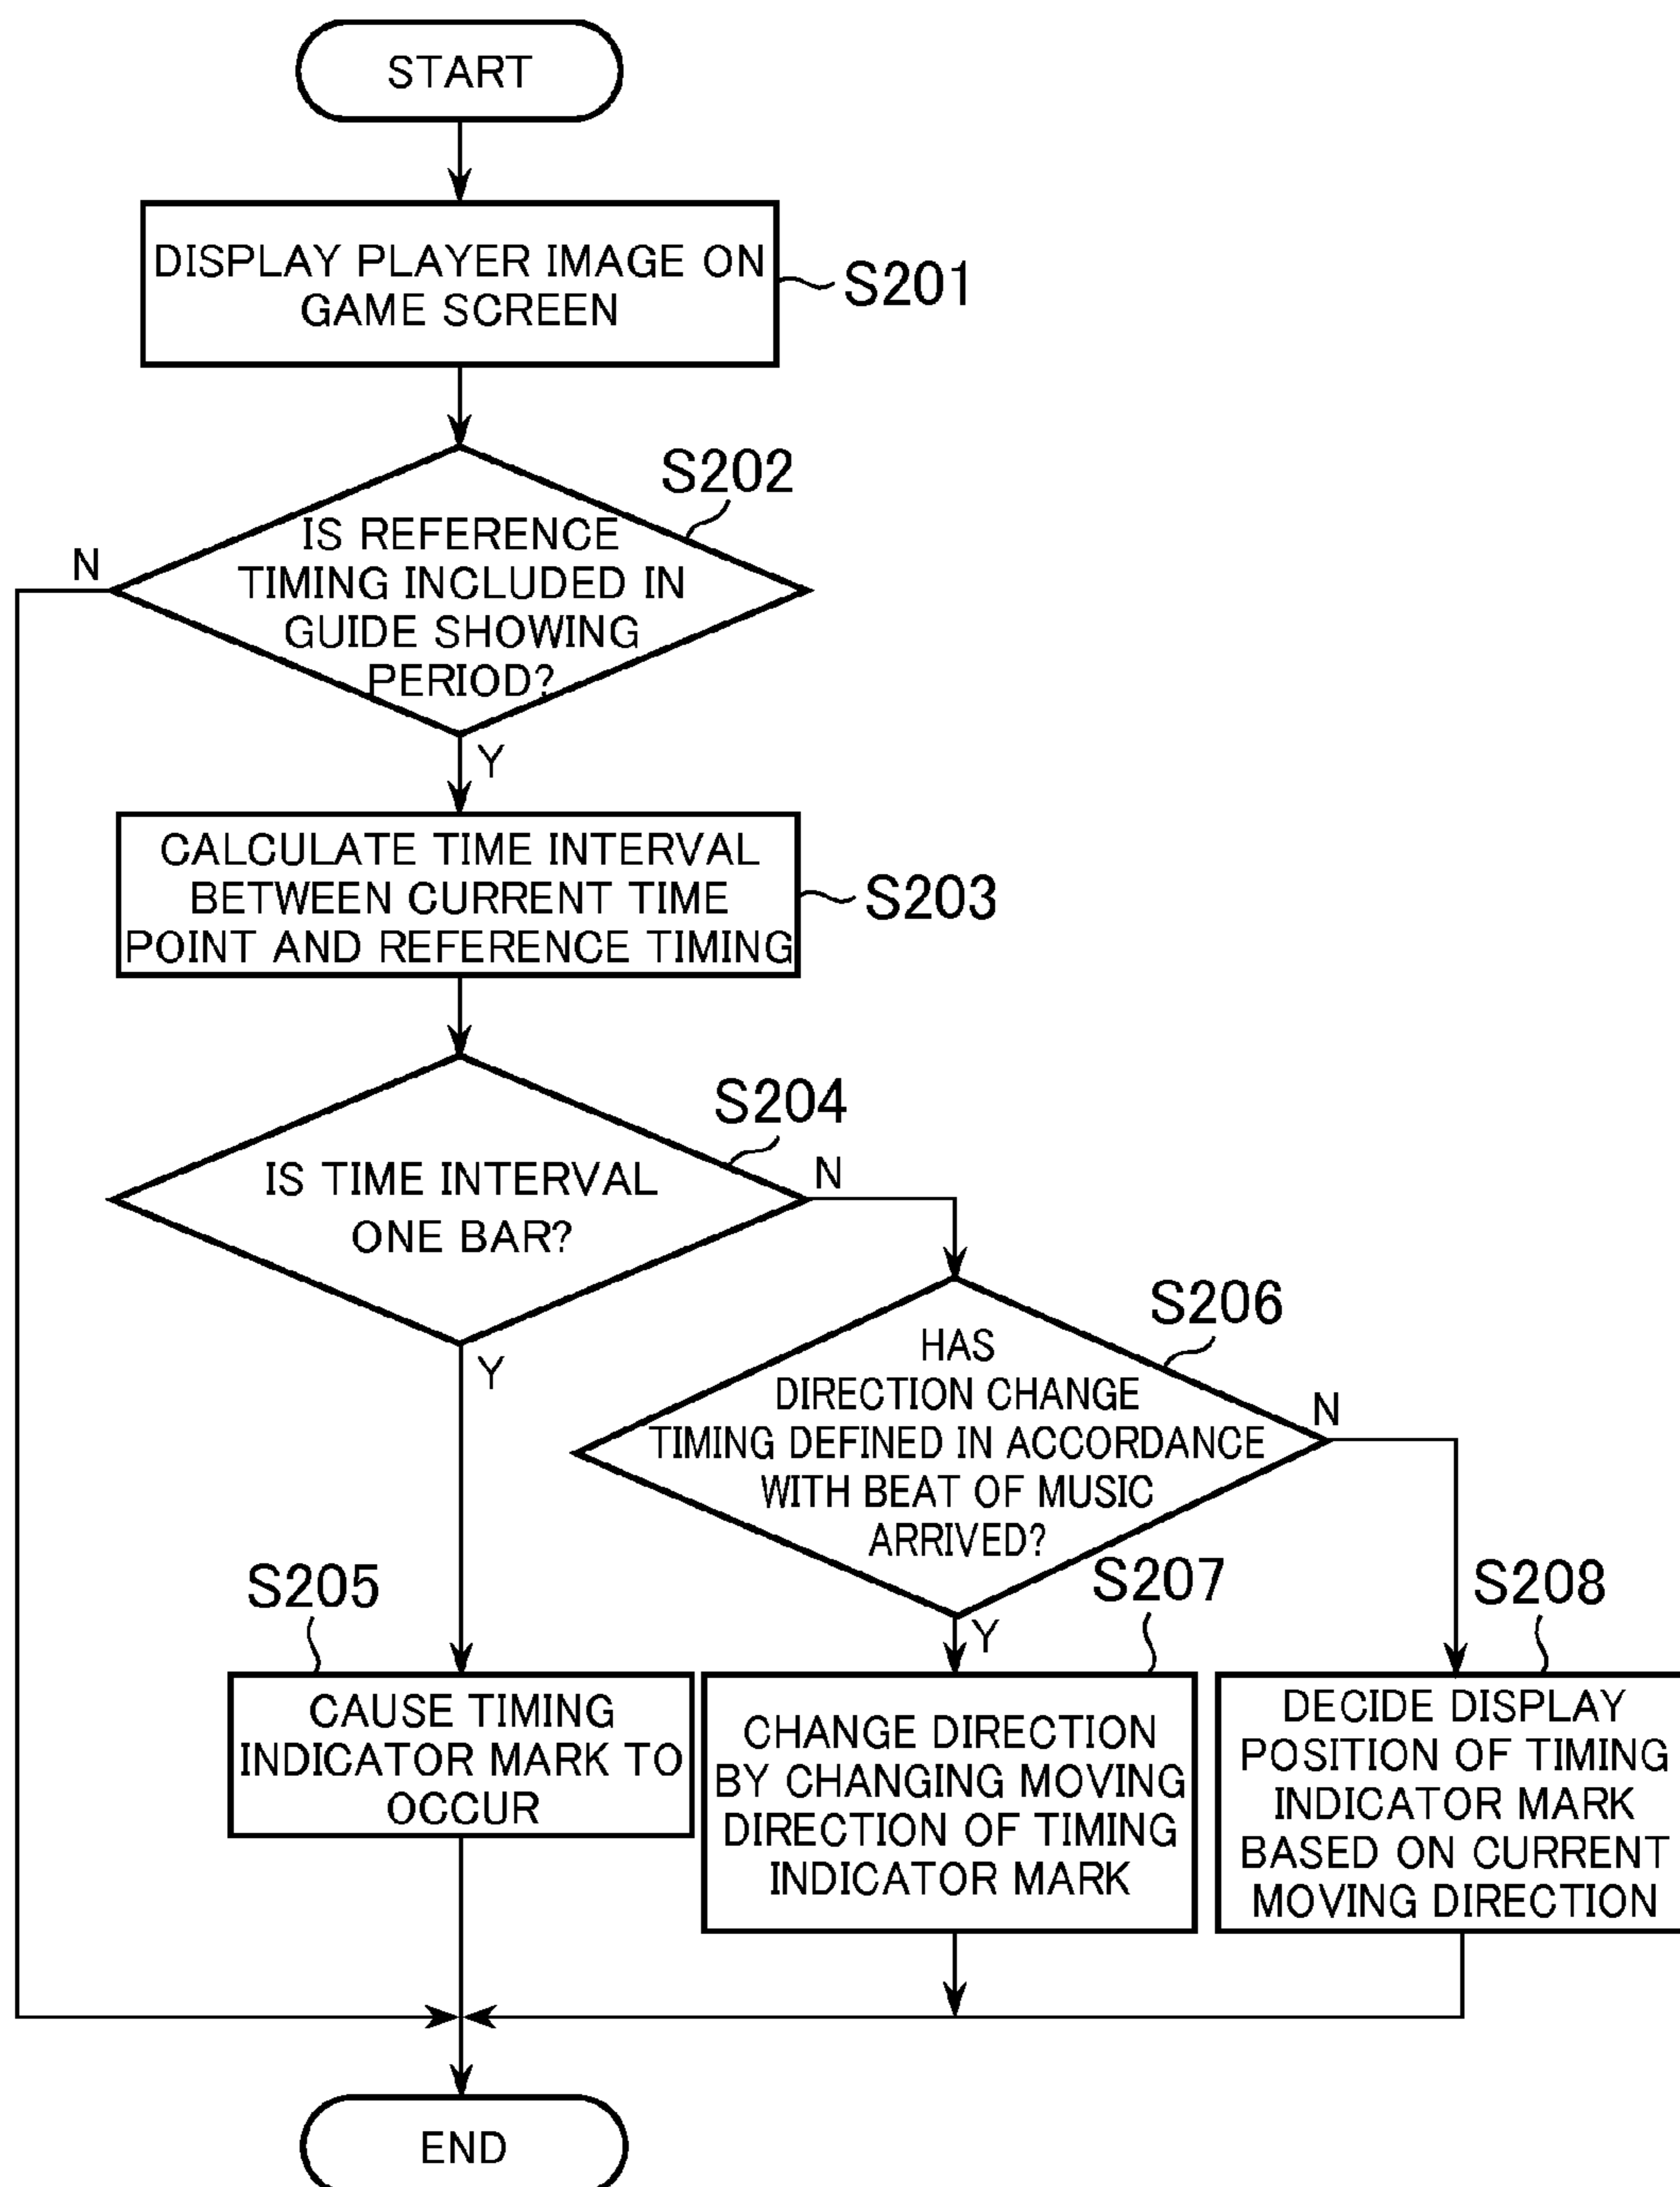 START
DISPLAY PLAYER IMAGE ON
GAME SCREEN
S201
S202
IS REFERENCE
TIMING INCLUDED IN
GUIDE SHOWING
PERIOD?
N
Y
CALCULATE TIME INTERVAL
BETWEEN CURRENT TIME
POINT AND REFERENCE TIMING
S203
S204
IS TIME INTERVAL
ONE BAR?
N
Y
S206
HAS
DIRECTION CHANGE
TIMING DEFINED IN ACCORDANCE
WITH BEAT OF MUSIC
ARRIVED?
N
Y
S205
CAUSE TIMING
INDICATOR MARK TO
OCCUR
S207
CHANGE DIRECTION
BY CHANGING MOVING
DIRECTION OF TIMING
INDICATOR MARK
S208
DECIDE DISPLAY
POSITION OF TIMING
INDICATOR MARK
BASED ON CURRENT
MOVING DIRECTION
END